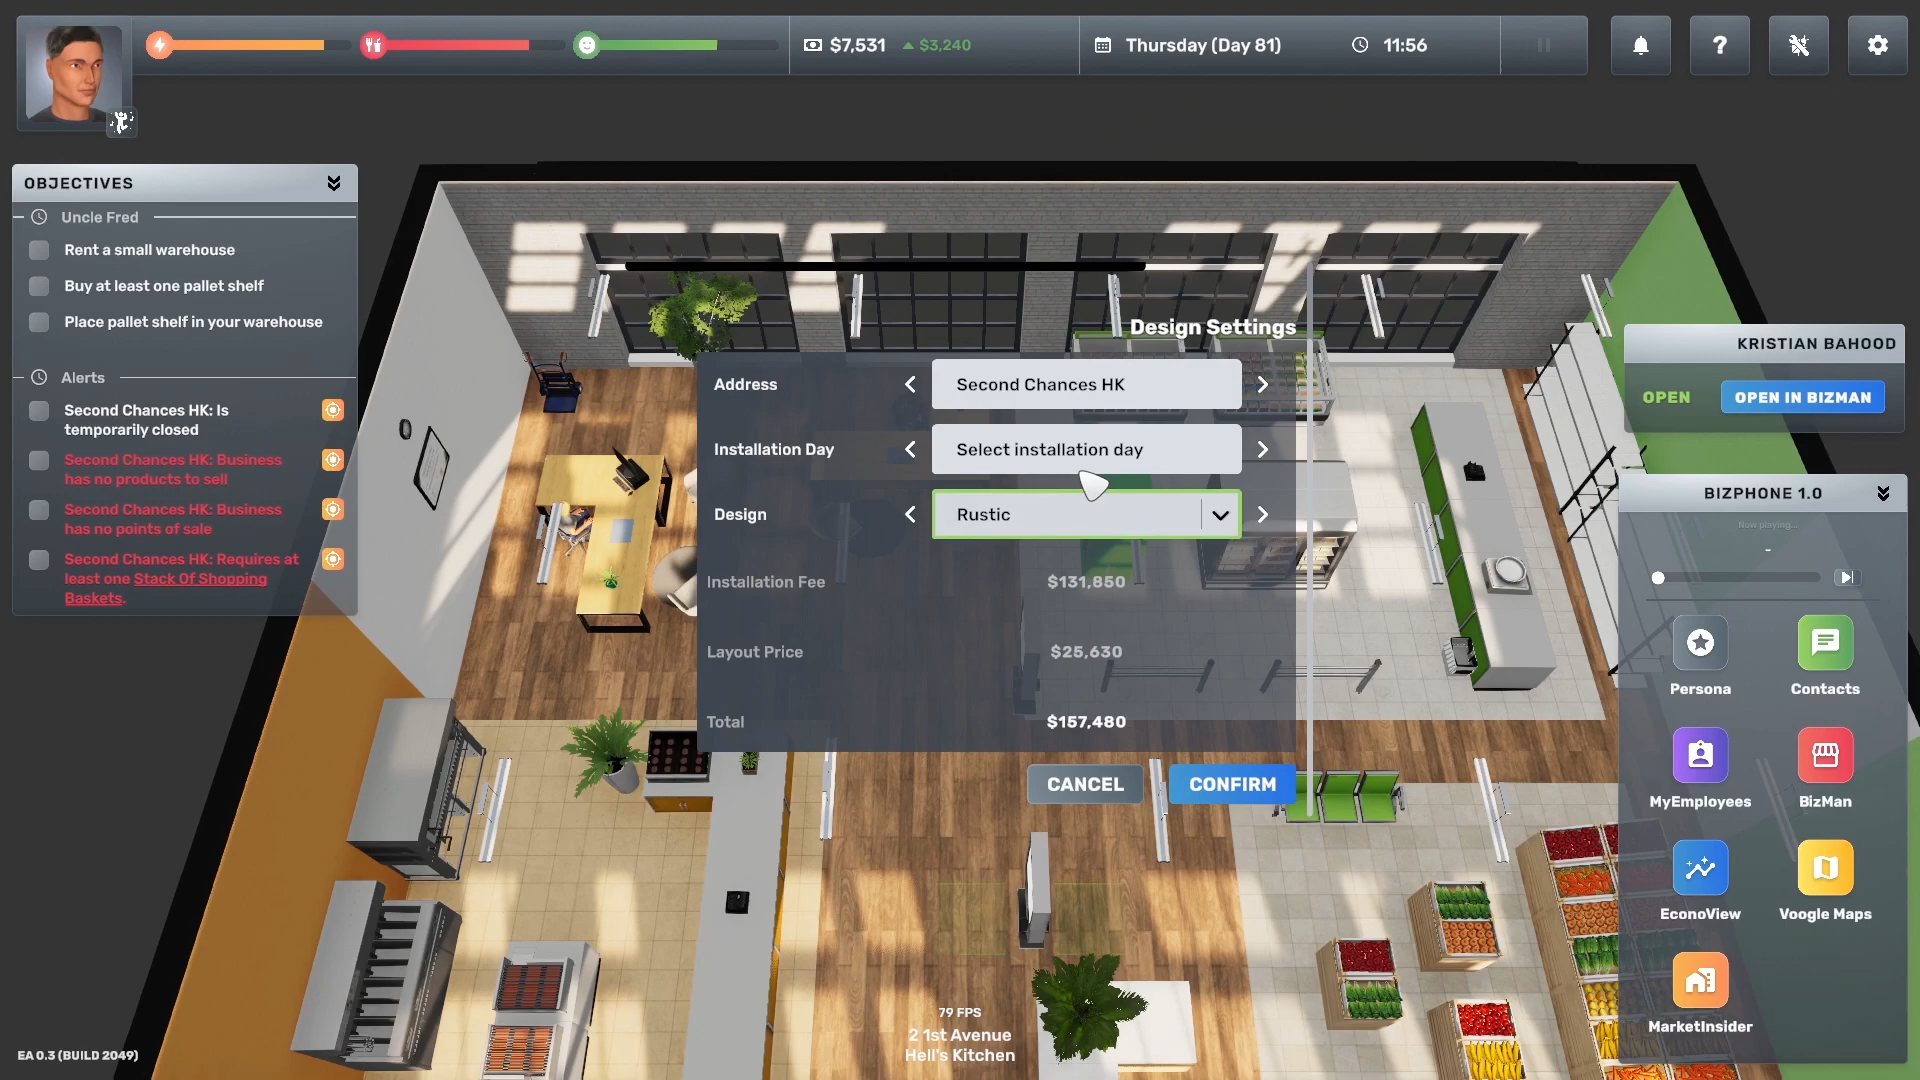 $7,531
$3,240
Thursday (Day 81)
11:56
OBJECTIVES
Uncle Fred
Rent a small warehouse
Buy at least one pallet shelf
Place pallet shelf in your warehouse
Alerts
Second Chances HK: Is
temporarily closed
Second Chances HK: Business
has no products to sell
Second Chances HK: Business
has no points of sale
Second Chances HK: Requires at
least one Stack Of Shopping
Baskets.
Design Settings
Address
Second Chances HK
Installation Day
Select installation day
Design
Rustic
Installation Fee
$131,850
Layout Price
$25,630
Total
$157,480
CANCEL
CONFIRM
KRISTIAN BAHOOD
OPEN
OPEN IN BIZMAN
BIZPHONE 1.0
Now playing...
-
Persona
Contacts
MyEmployees
BizMan
EconoView
Voogle Maps
MarketInsider
79 FPS
2 1st Avenue
Hell's Kitchen
EA 0.3 (BUILD 2049)
?